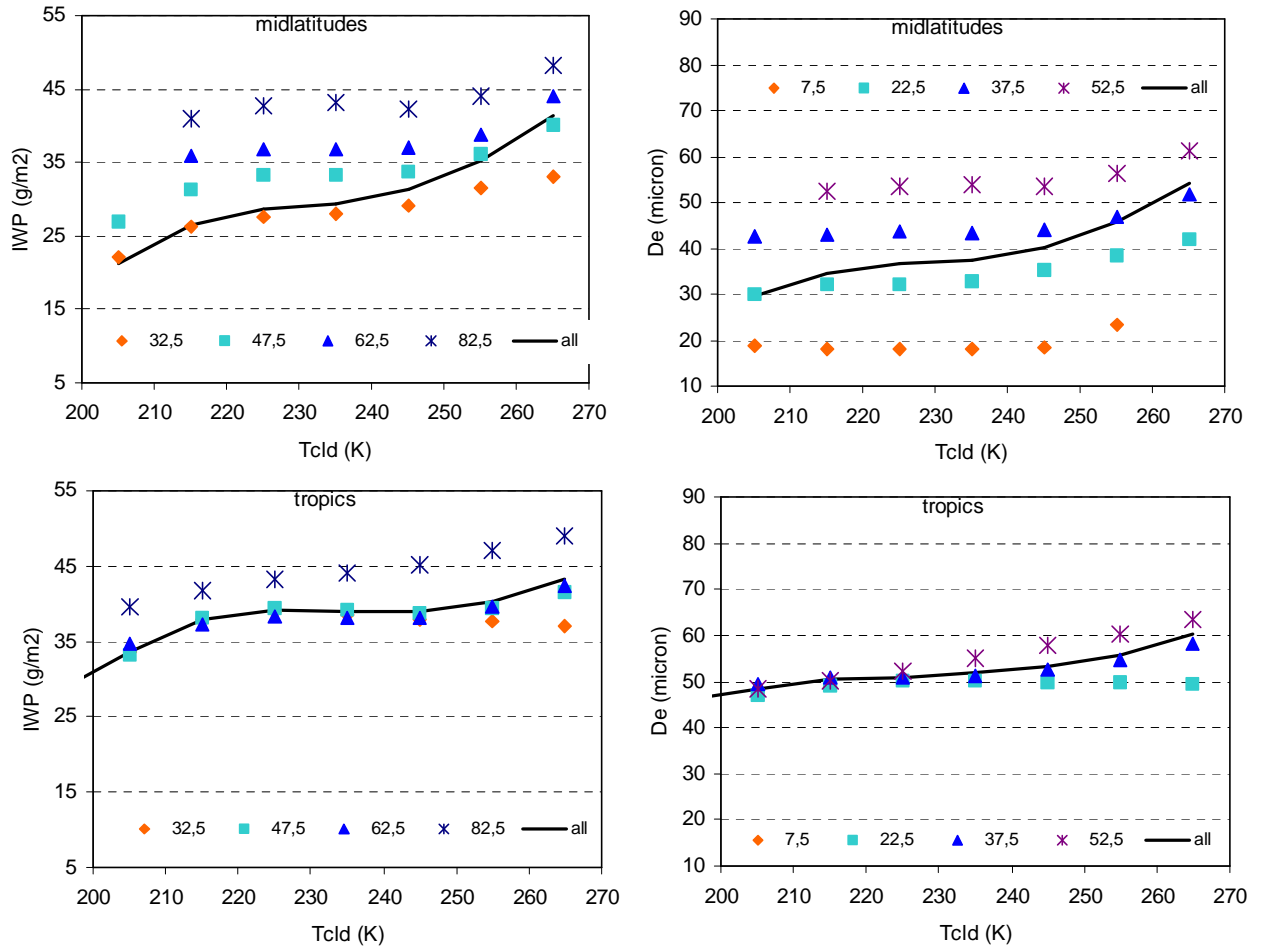 midlatitudes
IWP (g/m2)
55
45
35
25
15
5
32,5 47,5 62,5 82,5 all
200 210 220 230 240 250 260 270
Tcld (K)
midlatitudes
De (micron)
90
80
70
60
50
40
30
20
10
7,5 22,5 37,5 52,5 all
200 210 220 230 240 250 260 270
Tcld (K)
tropics
IWP (g/m2)
55
45
35
25
15
5
32,5 47,5 62,5 82,5 all
200 210 220 230 240 250 260 270
Tcld (K)
tropics
De (micron)
90
80
70
60
50
40
30
20
10
7,5 22,5 37,5 52,5 all
200 210 220 230 240 250 260 270
Tcld (K)